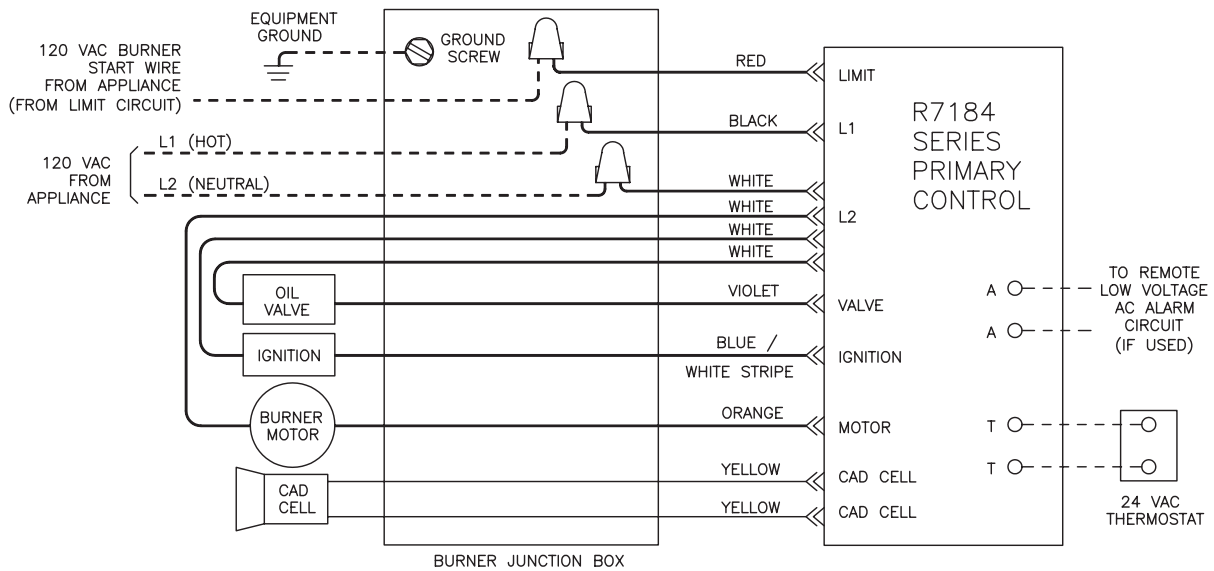 EQUIPMENT
GROUND
120 VAC BURNER
START WIRE
FROM APPLIANCE
(FROM LIMIT CIRCUIT)
GROUND
SCREW
L1 (HOT)
120 VAC
FROM
APPLIANCE
L2 (NEUTRAL)
RED
BLACK
WHITE
WHITE
WHITE
WHITE
VIOLET
BLUE /
WHITE STRIPE
ORANGE
YELLOW
YELLOW
OIL
VALVE
IGNITION
BURNER
MOTOR
CAD
CELL
BURNER JUNCTION BOX
LIMIT
L1
L2
VALVE
IGNITION
MOTOR
CAD CELL
CAD CELL
R7184
SERIES
PRIMARY
CONTROL
A
A
T
T
TO REMOTE
LOW VOLTAGE
AC ALARM
CIRCUIT
(IF USED)
24 VAC
THERMOSTAT